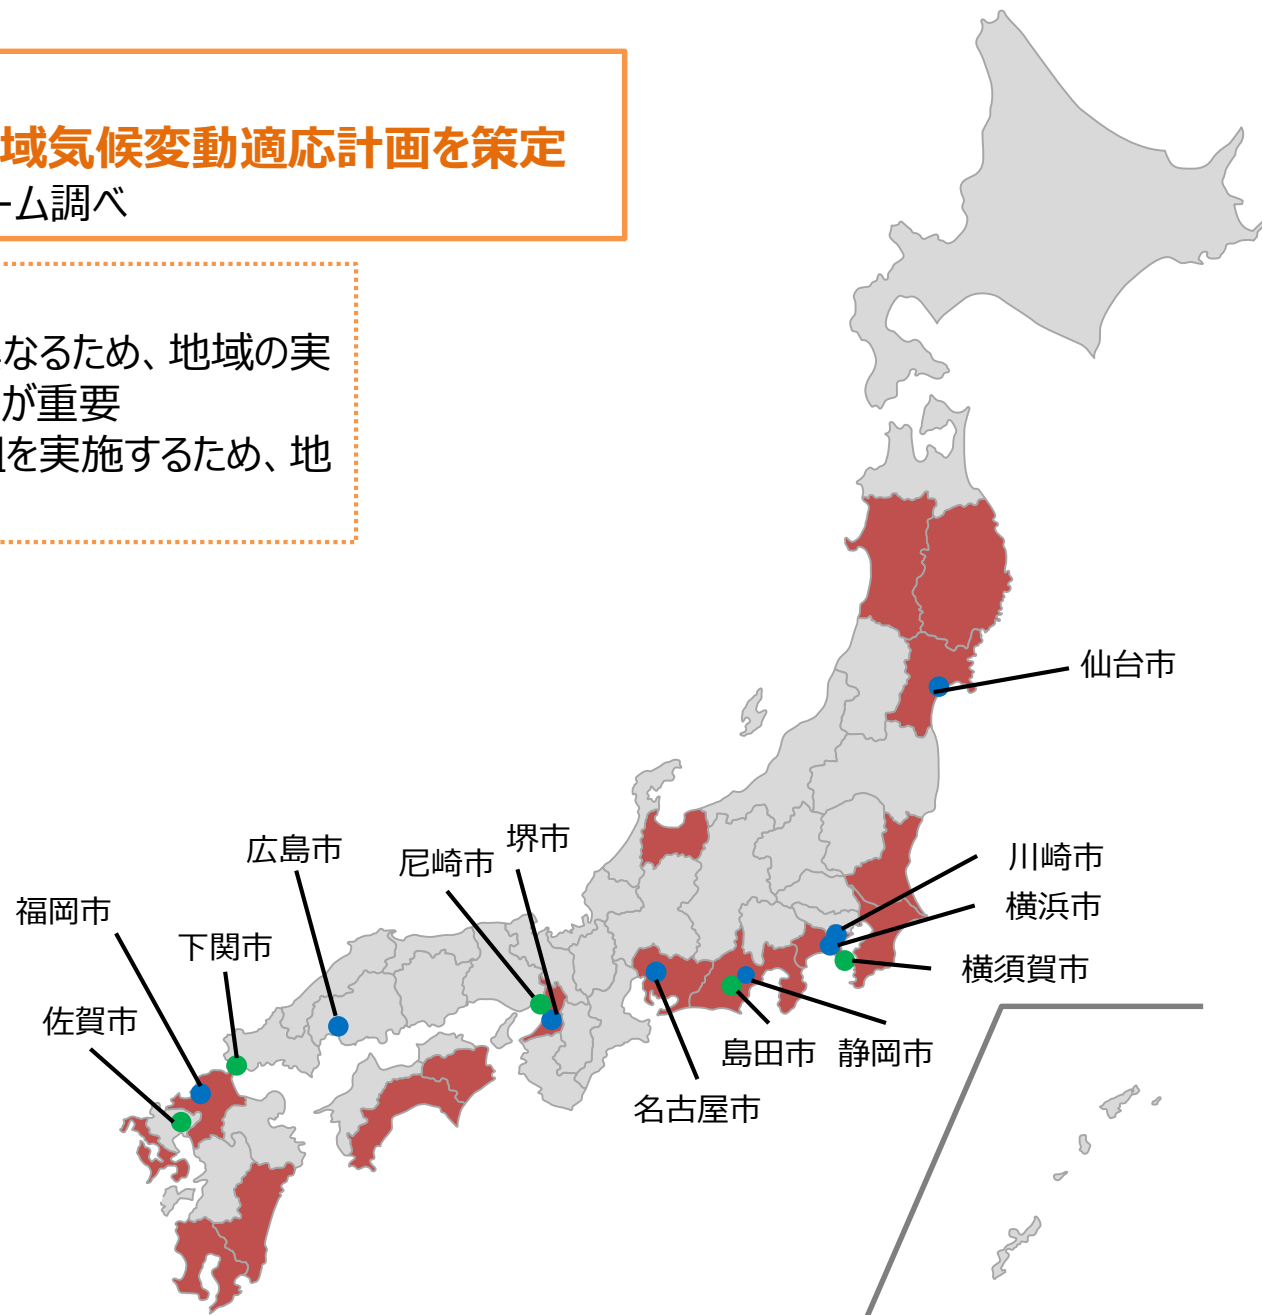 域気候変動適応計画を策定
ーム調べ
なるため、地域の実
が重要
を実施するため、地
仙台市
川崎市
横浜市
横須賀市
静岡市
島田市
名古屋市
堺市
尼崎市
広島市
下関市
福岡市
佐賀市